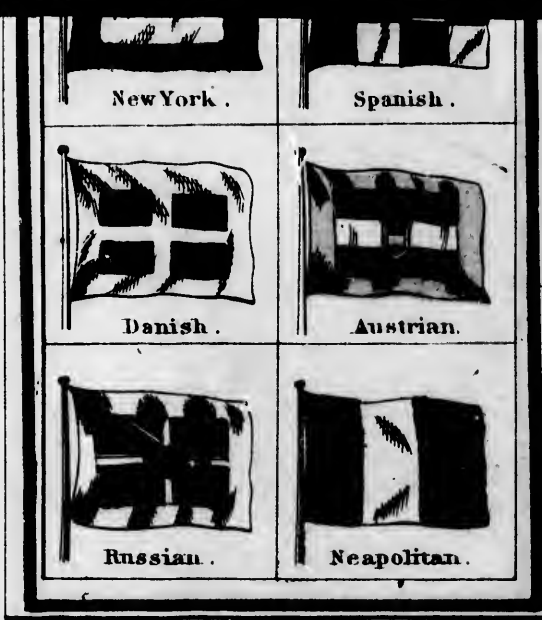 New York.
Spanish.
Danish.
Austrian.
Russian.
Neapolitan.